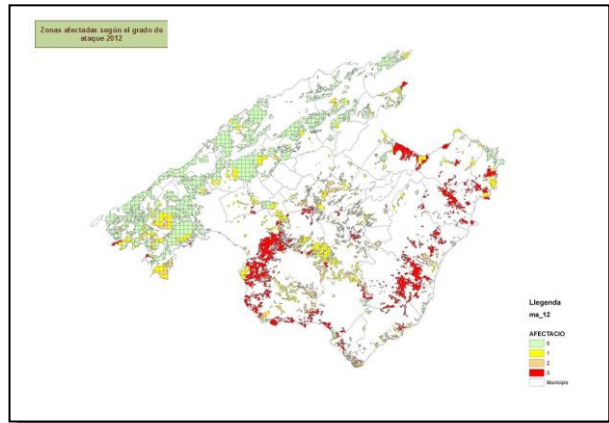 Zonas afectadas según el grado de
ataque 2012
Llegenda
ma_12
AFECTACIO
0
1
2
3
Municipis